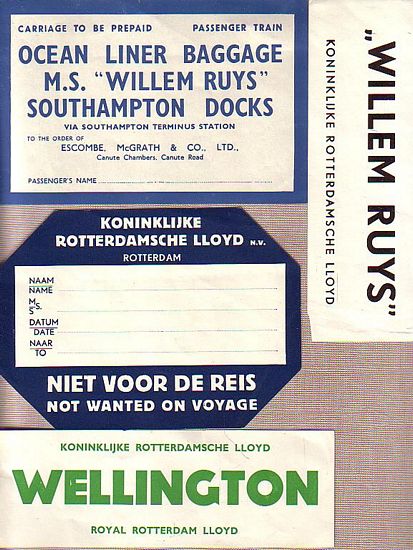 CARRIAGE TO BE PREPAID PASSENGER TRAIN
OCEAN LINER BAGGAGE
M.S. "WILLEM RUYS"
SOUTHAMPTON DOCKS
VIA SOUTHAMPTON TERMINUS STATION
TO THE ORDER OF
ESCOMBE, McGRATH & CO., LTD.,
Canute Chambers, Canute Road
PASSENGER'S NAME
„WILLEM RUYS”
KONINKLIJKE ROTTERDAMSCHE LLOYD
KONINKLIJKE
ROTTERDAMSCHE LLOYD N.V.
ROTTERDAM
NAAM
NAME
M.S.
S
DATUM
DATE
NAAR
TO
NIET VOOR DE REIS
NOT WANTED ON VOYAGE
KONINKLIJKE ROTTERDAMSCHE LLOYD
WELLINGTON
ROYAL ROTTERDAM LLOYD